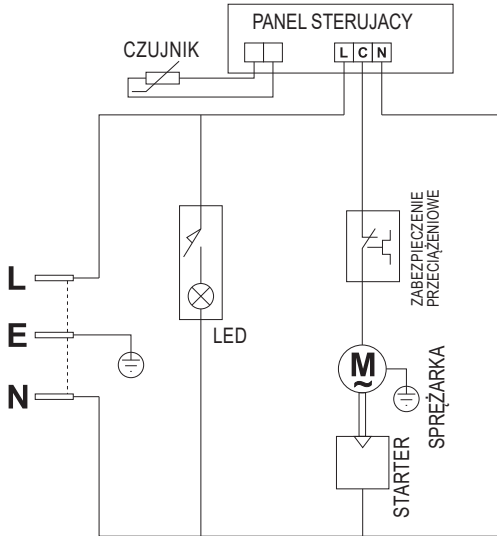 PANEL STERUJACY
CZUJNIK
L C N
ZABEZPIECZENIE
PRZECIĄŻENIOWE
L
LED
E
M
~
N
SPRĘŻARKA
STARTER